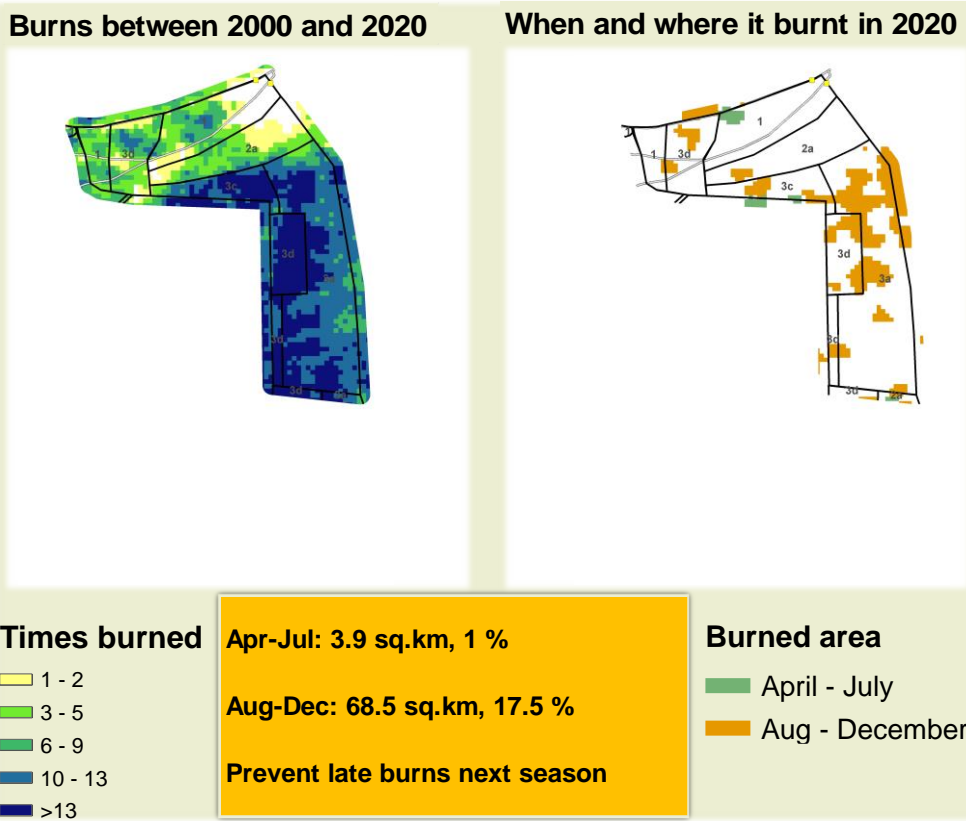 Burns between 2000 and 2020
When and where it burnt in 2020
1
3d
2a
3c
3d
3d
1
1
3d
2a
3c
3d
3a
3d
2a
Times burned
1 - 2
3 - 5
6 - 9
10 - 13
>13
Apr-Jul: 3.9 sq.km, 1 %
Aug-Dec: 68.5 sq.km, 17.5 %
Prevent late burns next season
Burned area
April - July
Aug - December